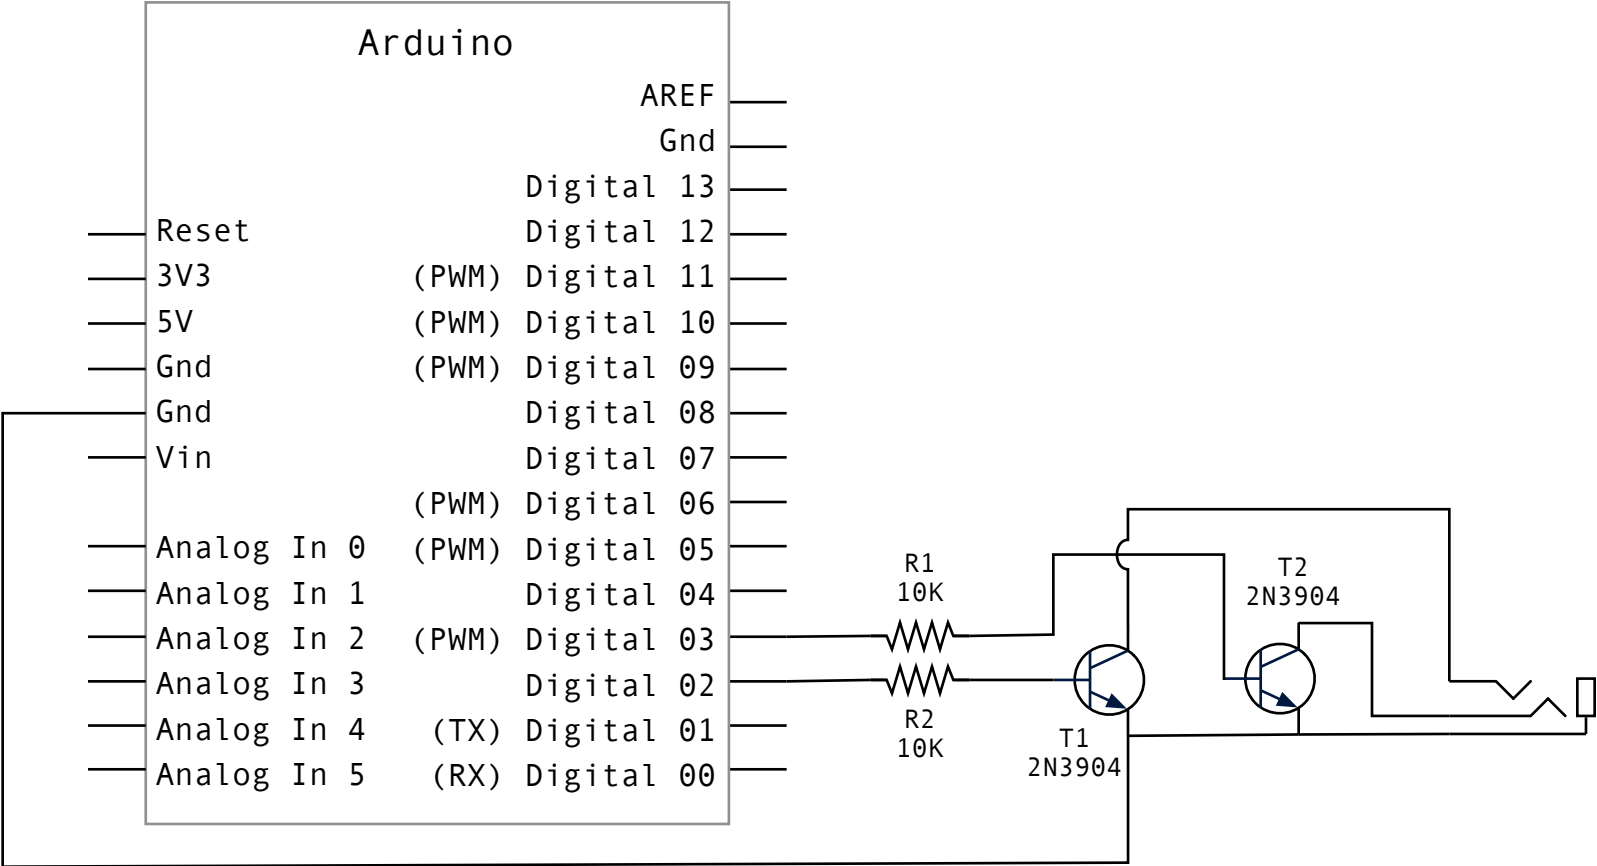 Arduino
AREF
Gnd
Digital 13
Reset
Digital 12
3V3
(PWM) Digital 11
5V
(PWM) Digital 10
Gnd
(PWM) Digital 09
Gnd
Digital 08
Vin
Digital 07
(PWM) Digital 06
Analog In 0
(PWM) Digital 05
Analog In 1
Digital 04
Analog In 2
(PWM) Digital 03
Analog In 3
Digital 02
Analog In 4
(TX) Digital 01
Analog In 5
(RX) Digital 00
R1
10K
R2
10K
T1
2N3904
T2
2N3904